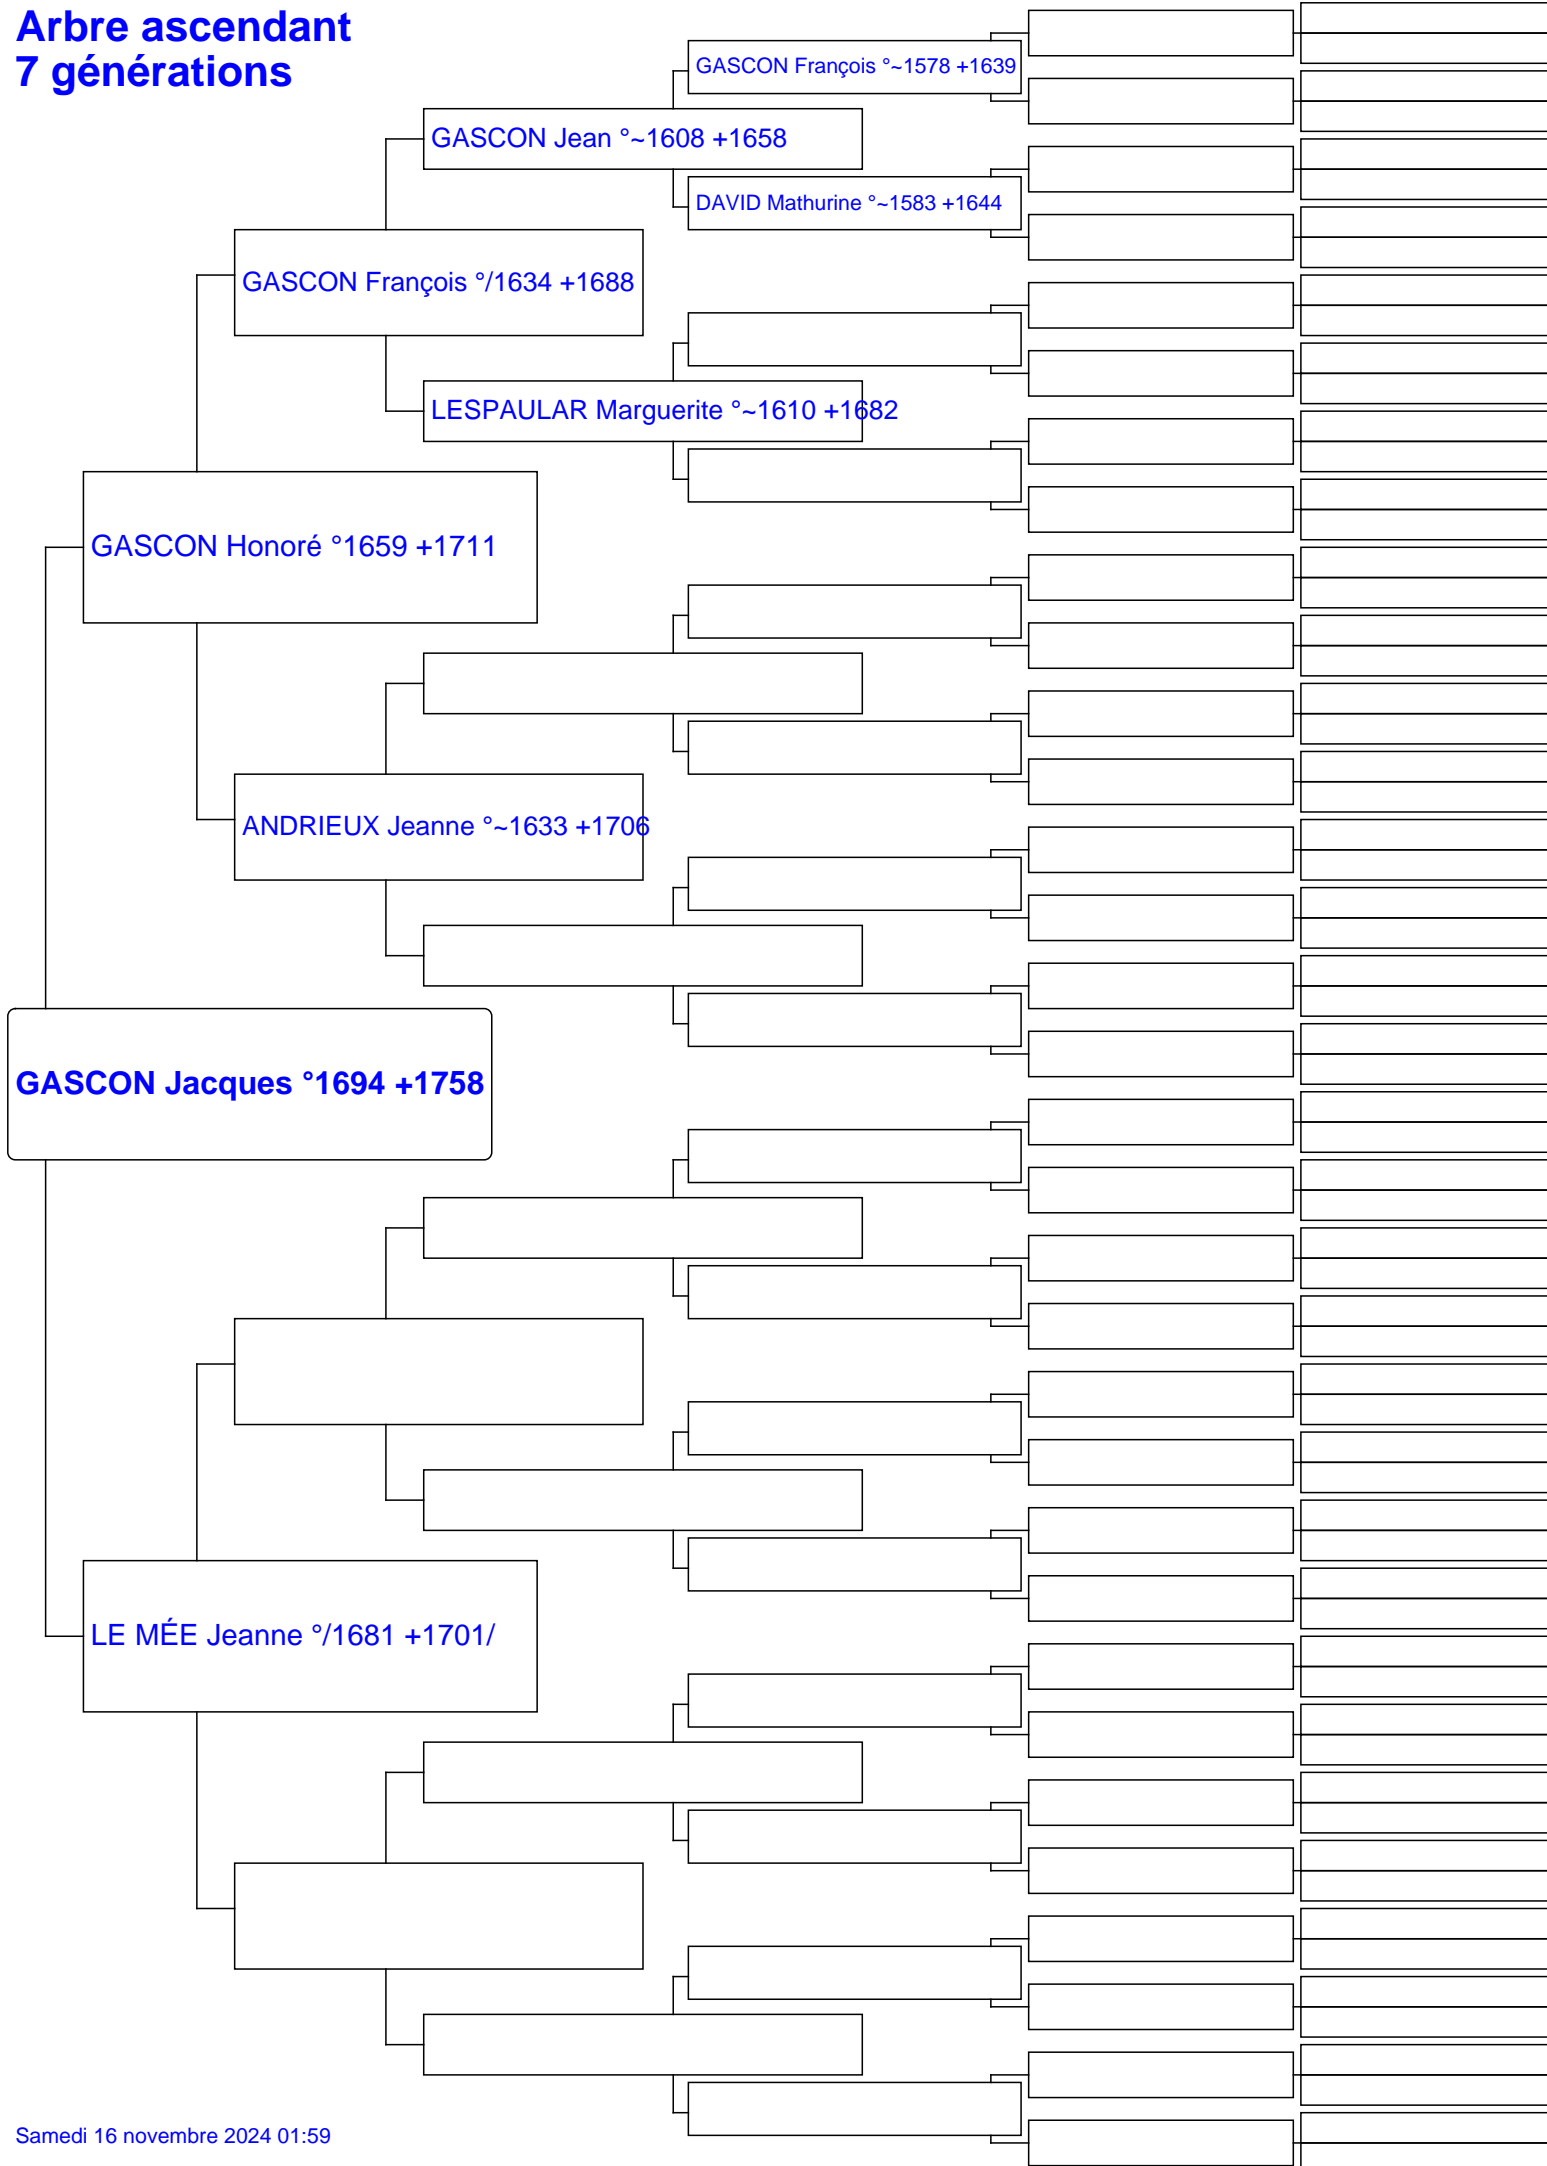 Arbre ascendant
7 générations
GASCON François °~1578 +1639
GASCON Jean °~1608 +1658
DAVID Mathurine °~1583 +1644
GASCON François °/1634 +1688
LESPAULAR Marguerite °~1610 +1682
GASCON Honoré °1659 +1711
ANDRIEUX Jeanne °~1633 +1706
GASCON Jacques °1694 +1758
LE MÉE Jeanne °/1681 +1701/
Samedi 16 novembre 2024 01:59